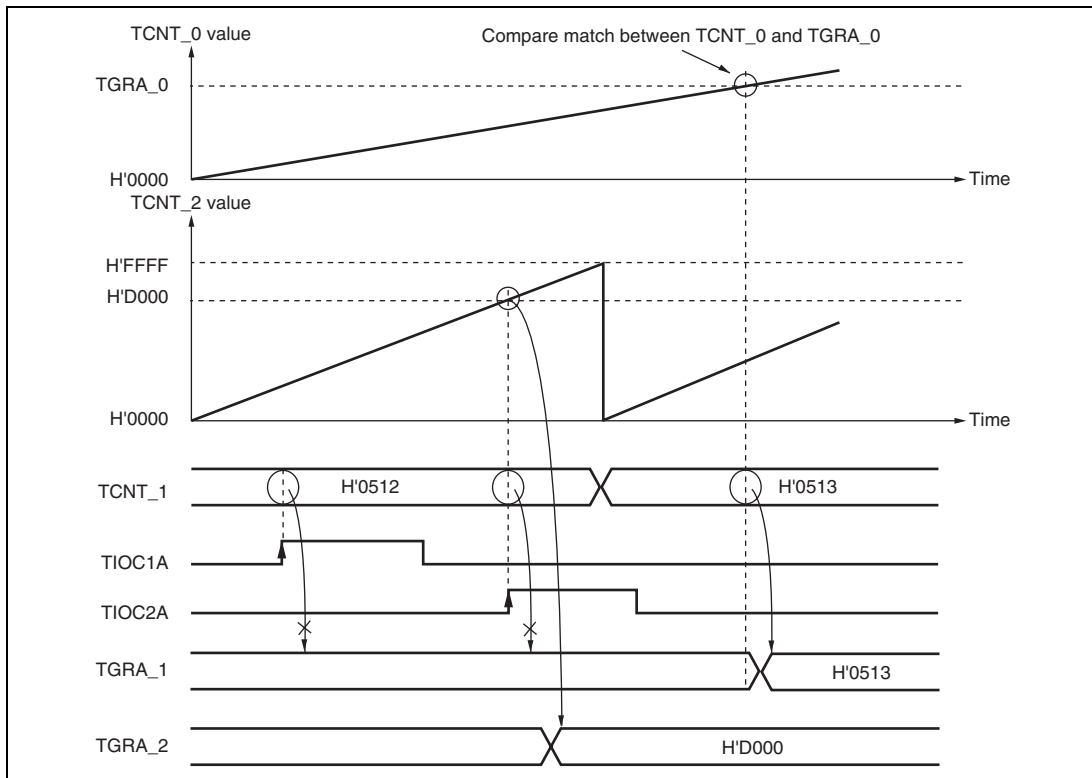 TCNT_0 value
Compare match between TCNT_0 and TGRA_0
TGRA_0
H'0000
Time
TCNT_2 value
H'FFFF
H'D000
H'0000
Time
TCNT_1
H'0512
H'0513
TIOC1A
TIOC2A
TGRA_1
H'0513
TGRA_2
H'D000